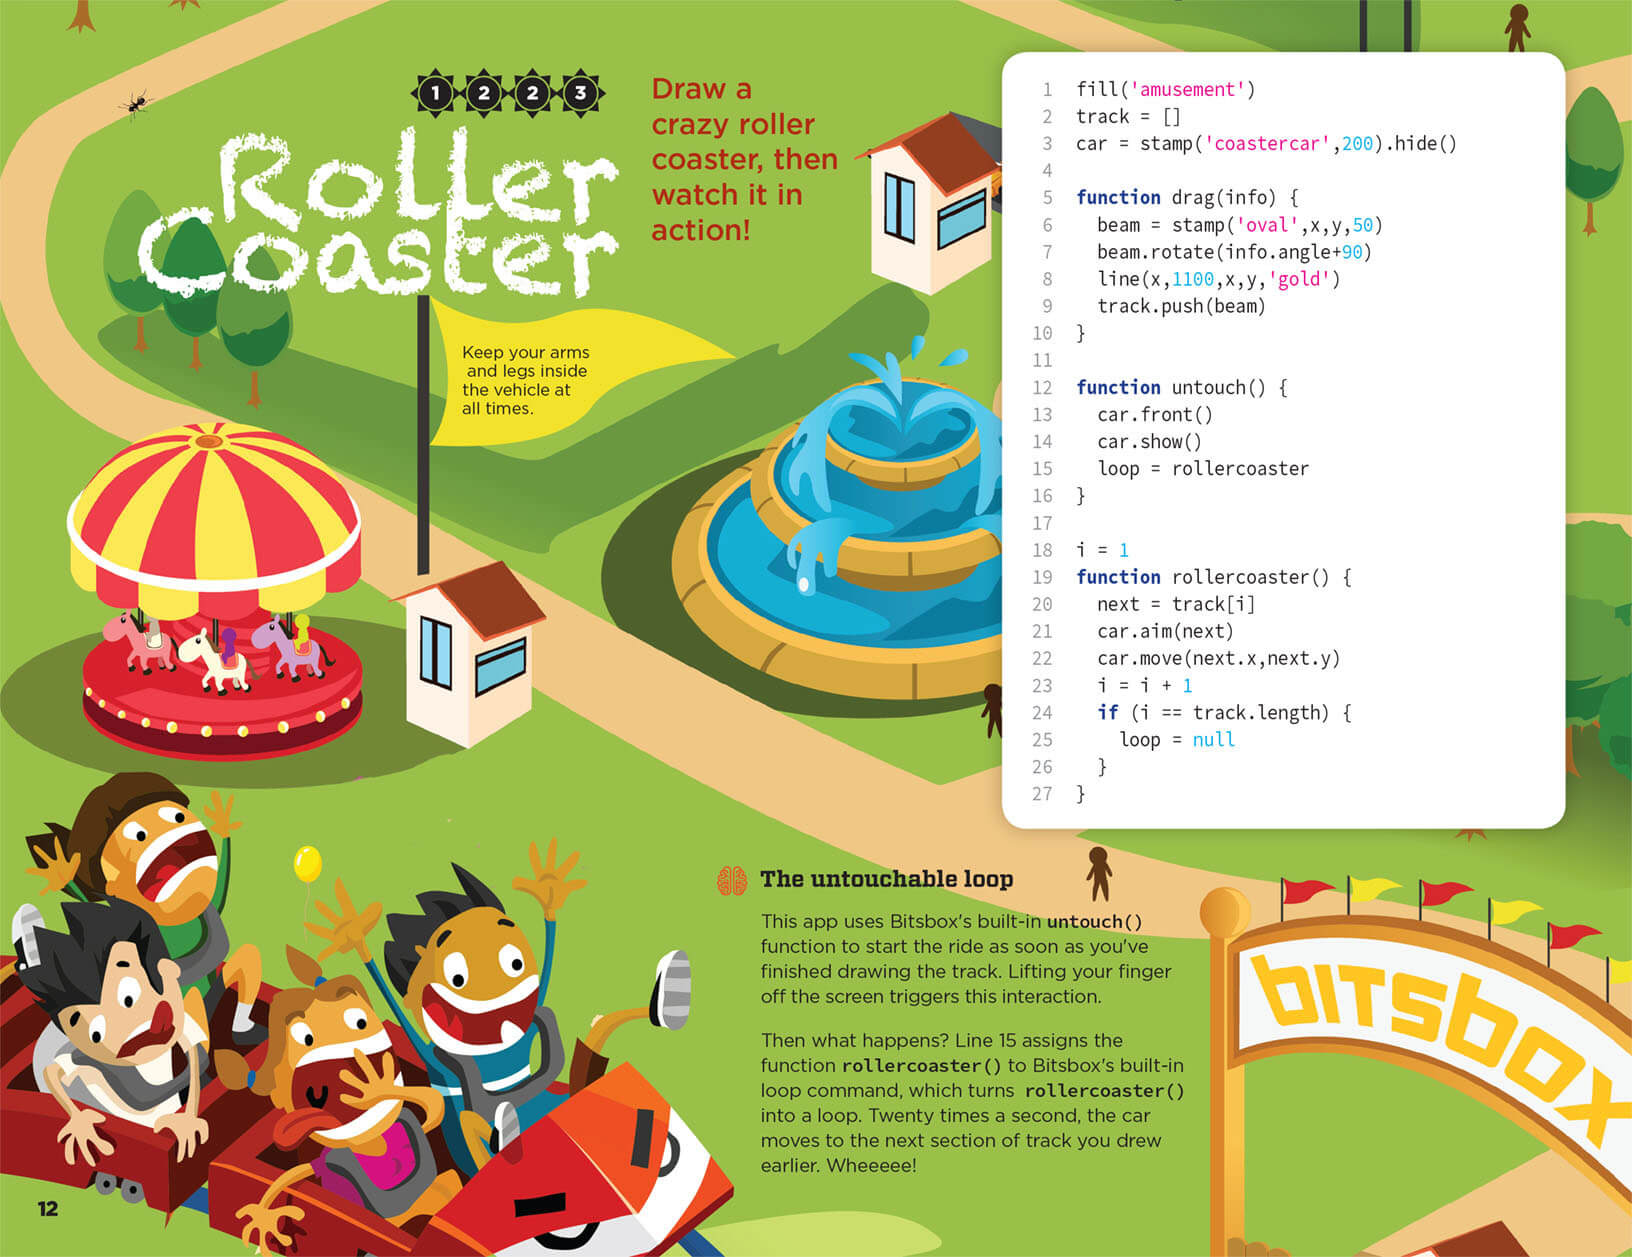 1 2 2 3
Roller
Coaster
Draw a
crazy roller
coaster, then
watch it in
action!
Keep your arms
and legs inside
the vehicle at
all times.
1 fill('amusement')
2 track = []
3 car = stamp('coastercar',200).hide()
4
5 function drag(info) {
6 beam = stamp('oval',x,y,50)
7 beam.rotate(info.angle+90)
8 line(x,1100,x,y,'gold')
9 track.push(beam)
10 }
11
12 function untouch() {
13 car.front()
14 car.show()
15 loop = rollercoaster
16 }
17
18 i = 1
19 function rollercoaster() {
20 next = track[i]
21 car.aim(next)
22 car.move(next.x,next.y)
23 i = i + 1
24 if (i == track.length) {
25 loop = null
26 }
27 }
The untouchable loop
This app uses Bitsbox's built-in untouch()
function to start the ride as soon as you've
finished drawing the track. Lifting your finger
off the screen triggers this interaction.
Then what happens? Line 15 assigns the
function rollercoaster() to Bitsbox's built-in
loop command, which turns rollercoaster()
into a loop. Twenty times a second, the car
moves to the next section of track you drew
earlier. Wheeeee!
bitsbox
12